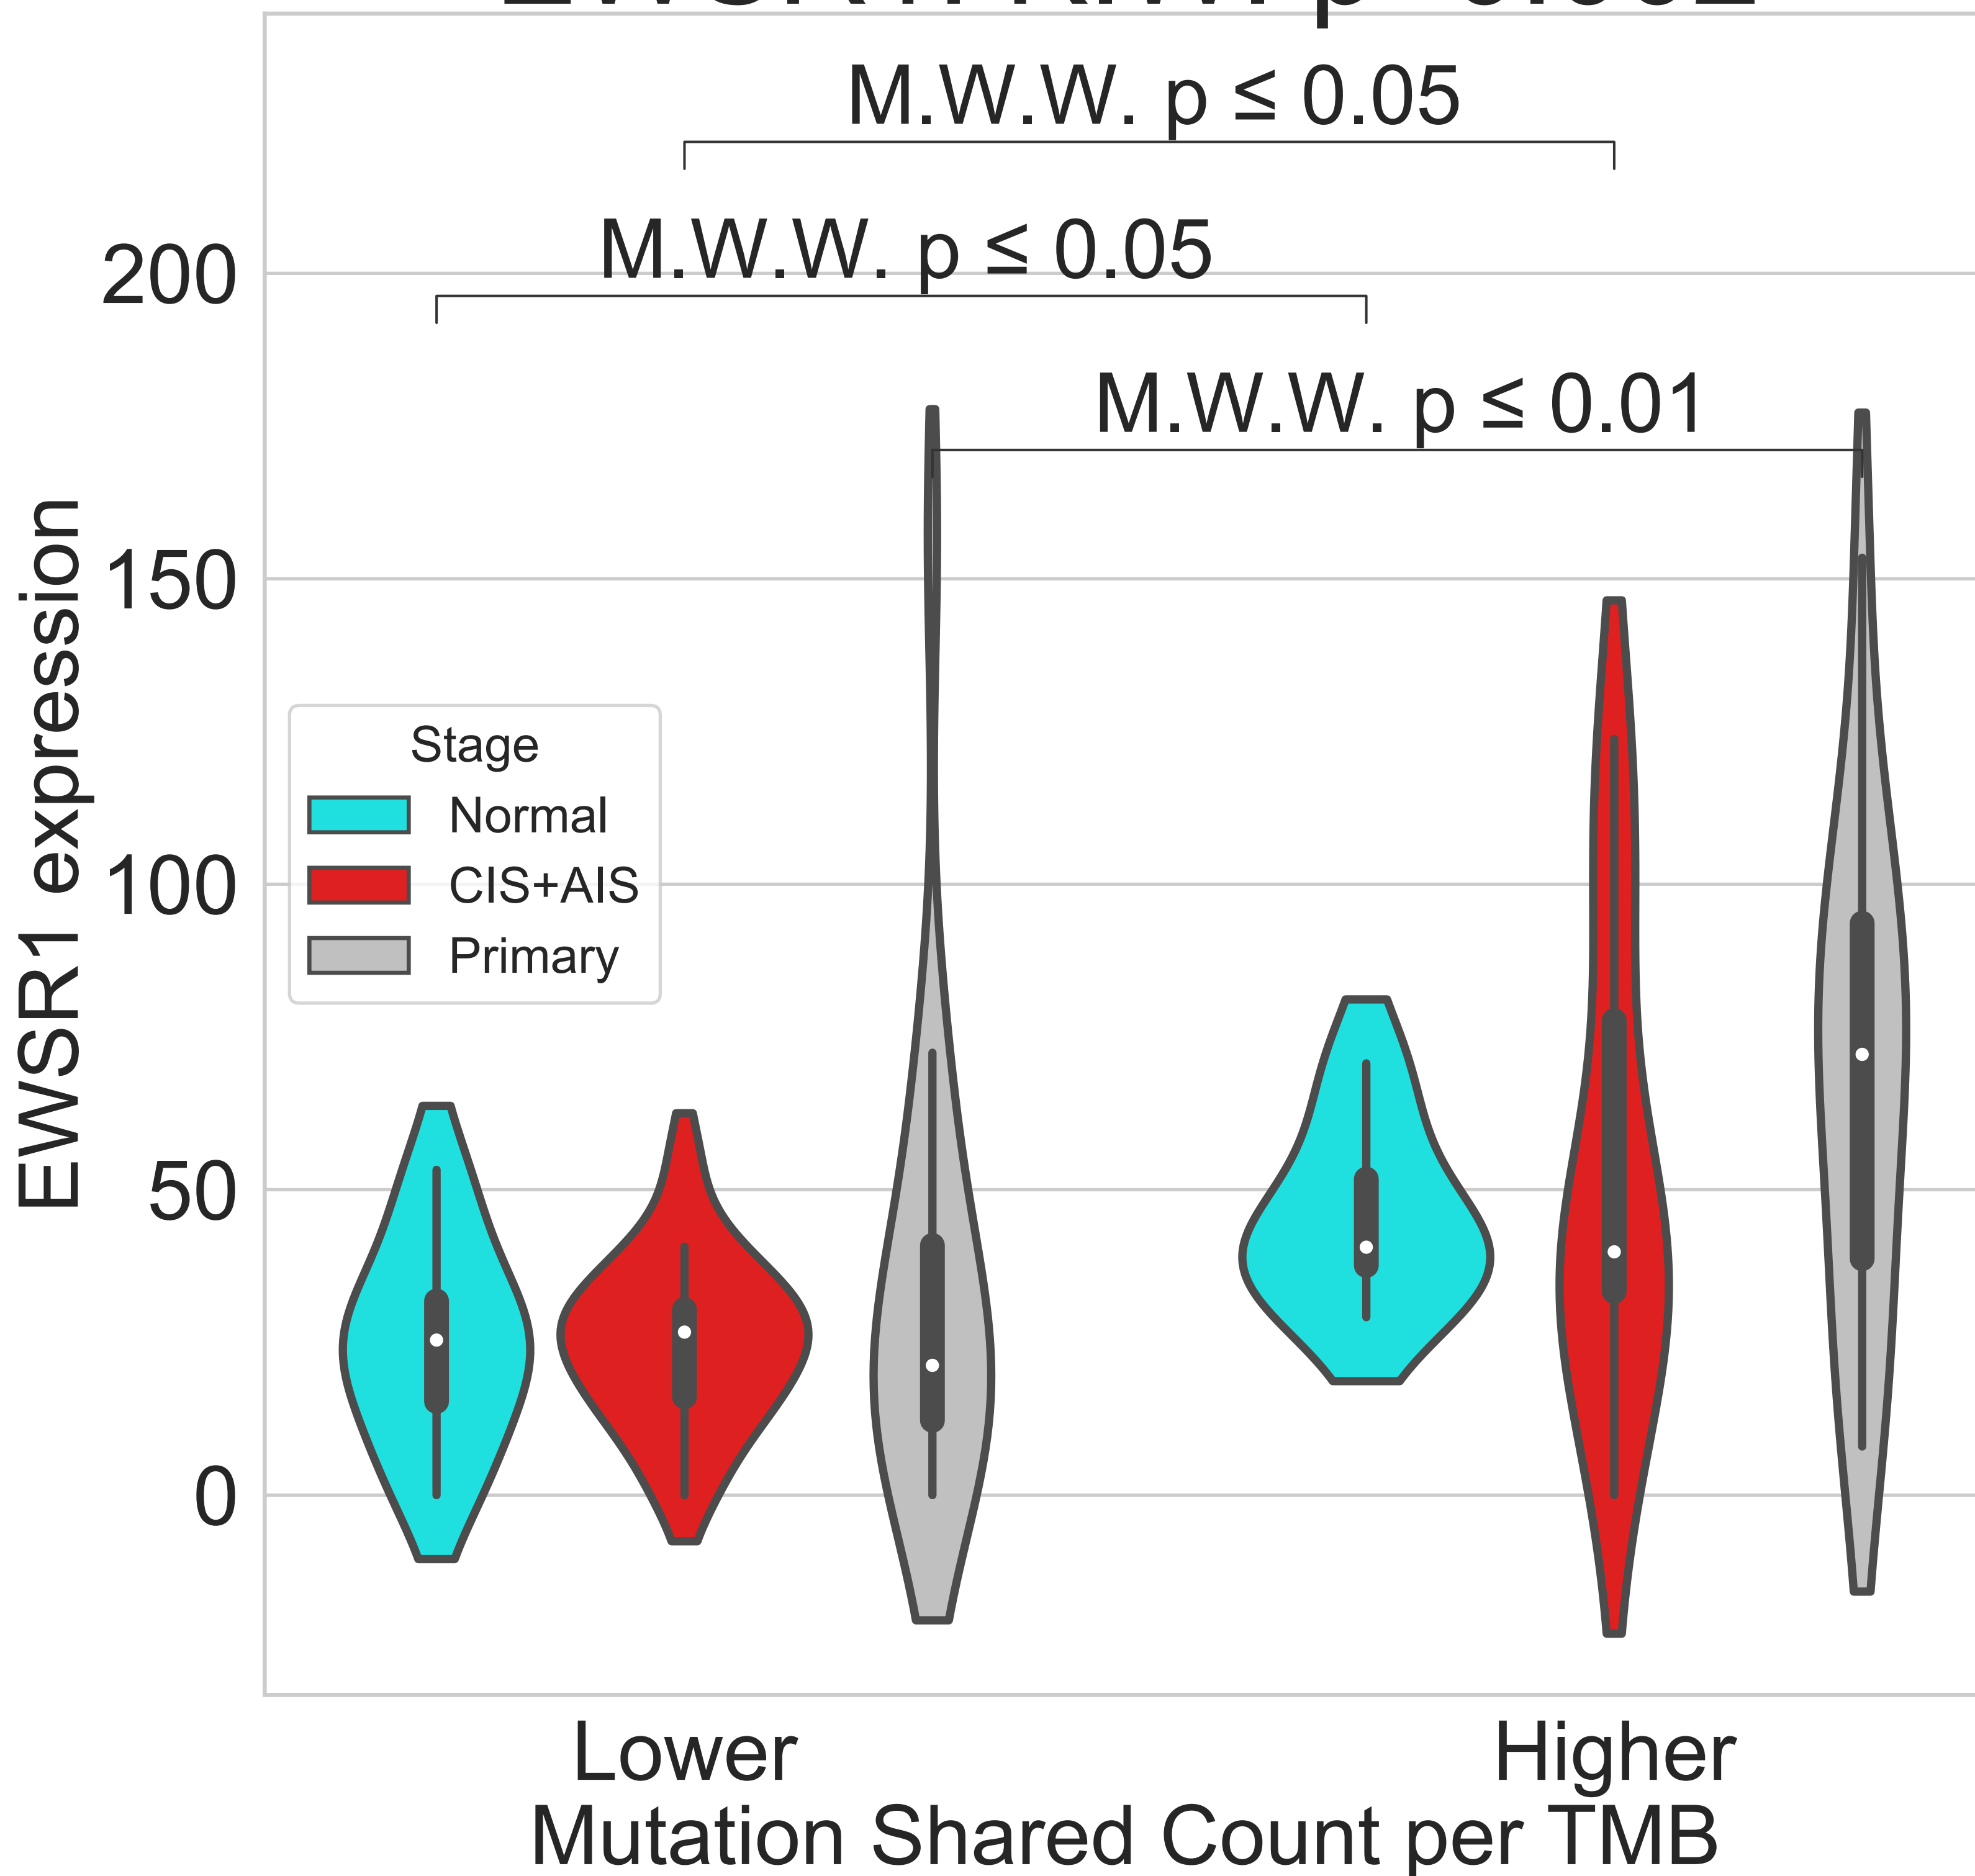 M.W.W. p ≤ 0.05
M.W.W. p ≤ 0.05
M.W.W. p ≤ 0.01
200
150
100
50
0
EWSR1 expression
Stage
Normal
CIS+AIS
Primary
Lower
Higher
Mutation Shared Count per TMB